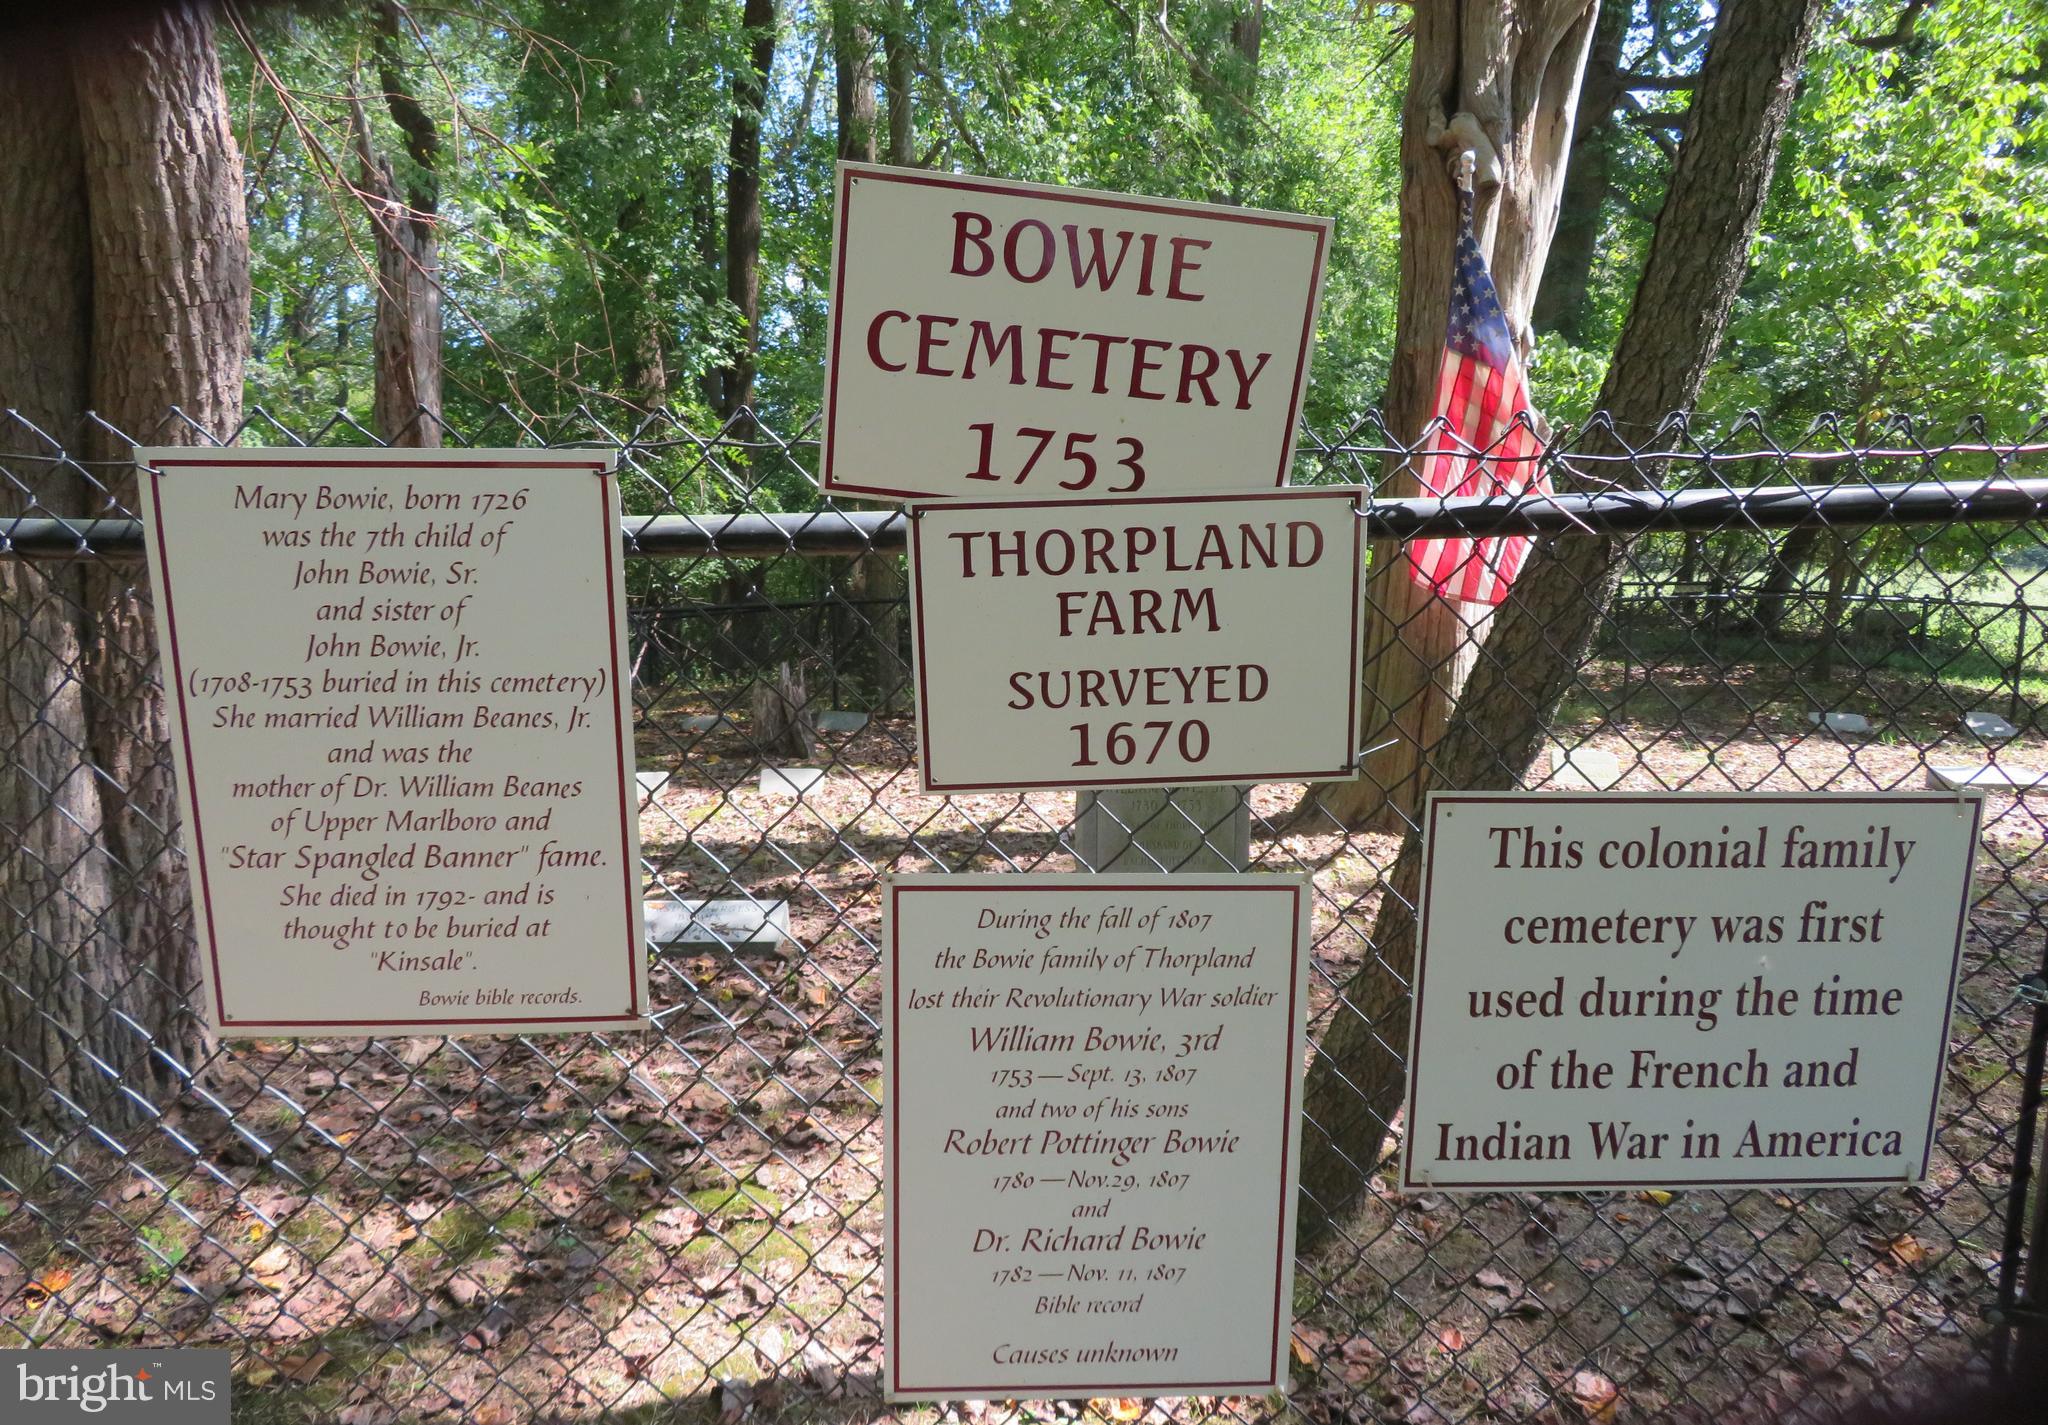 BOWIE
CEMETERY
1753
THORPLAND
FARM
SURVEYED
1670
Mary Bowie, born 1726
was the 7th child of
John Bowie, Sr.
and sister of
John Bowie, Jr.
(1708-1753 buried in this cemetery)
She married William Beanes, Jr.
and was the
mother of Dr. William Beanes
of Upper Marlboro and
"Star Spangled Banner" fame.
She died in 1792- and is
thought to be buried at
"Kinsale".
Bowie bible records.
During the fall of 1807
the Bowie family of Thorpland
lost their Revolutionary War soldier
William Bowie, 3rd
1753 — Sept. 13, 1807
and two of his sons
Robert Pottinger Bowie
1780 — Nov.29, 1807
and
Dr. Richard Bowie
1782 — Nov. 11, 1807
Bible record
Causes unknown
This colonial family
cemetery was first
used during the time
of the French and
Indian War in America
bright™ MLS